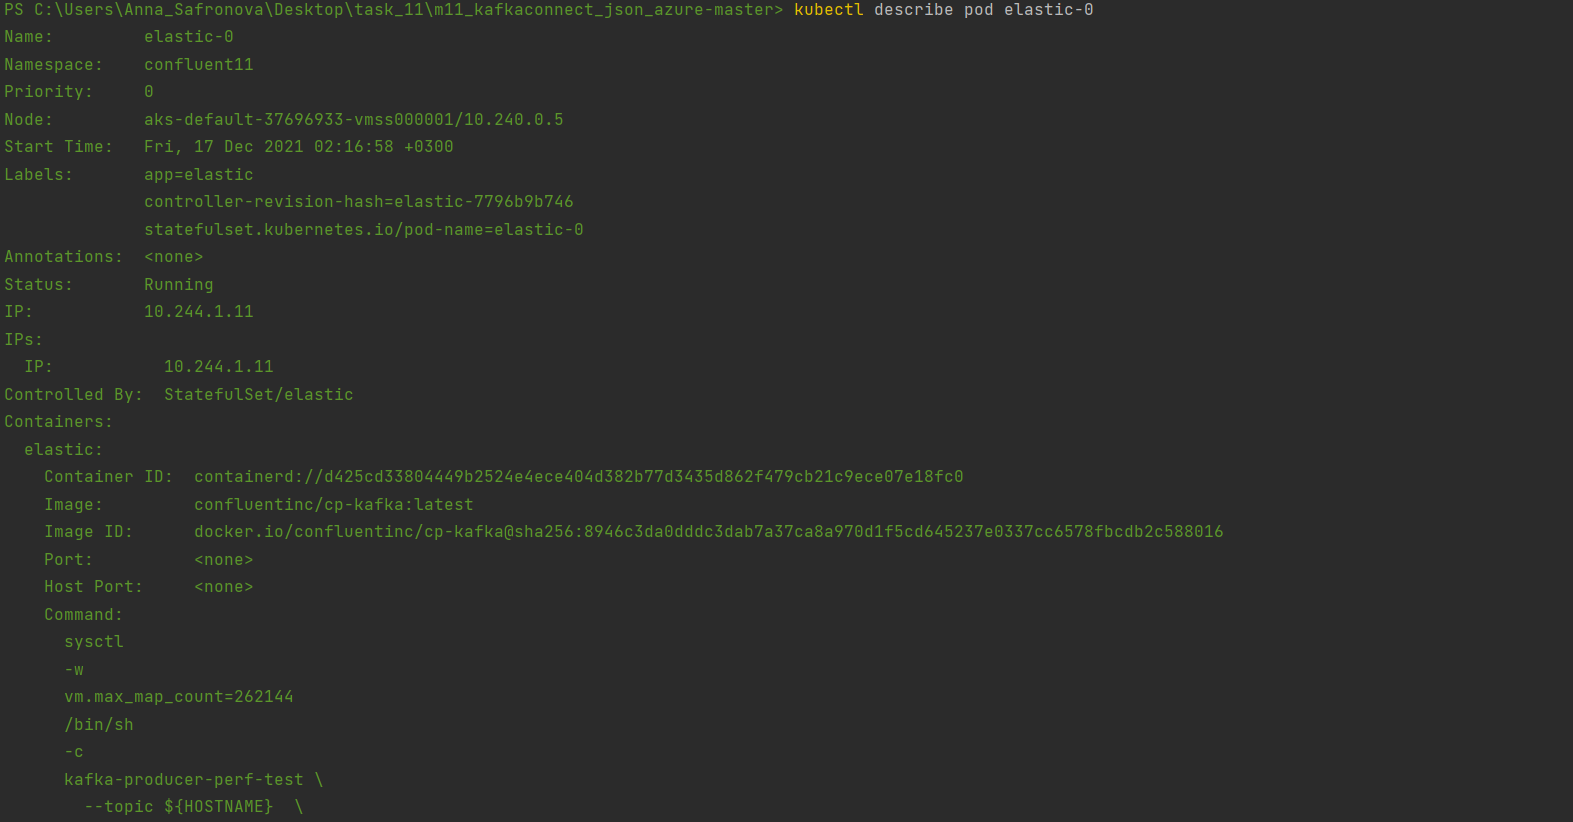 PS C:\Users\Anna_Safronova\Desktop\task_11\m11_kafkaconnect_json_azure-master> kubectl describe pod elastic-0
Name:         elastic-0
Namespace:    confluent11
Priority:     0
Node:         aks-default-37696933-vmss000001/10.240.0.5
Start Time:   Fri, 17 Dec 2021 02:16:58 +0300
Labels:       app=elastic
              controller-revision-hash=elastic-7796b9b746
              statefulset.kubernetes.io/pod-name=elastic-0
Annotations:  <none>
Status:       Running
IP:           10.244.1.11
IPs:
  IP:           10.244.1.11
Controlled By:  StatefulSet/elastic
Containers:
  elastic:
    Container ID:  containerd://d425cd33804449b2524e4ece404d382b77d3435d862f479cb21c9ece07e18fc0
    Image:         confluentinc/cp-kafka:latest
    Image ID:      docker.io/confluentinc/cp-kafka@sha256:8946c3da0dddc3dab7a37ca8a970d1f5cd645237e0337cc6578fbcdb2c588016
    Port:          <none>
    Host Port:     <none>
    Command:
      sysctl
      -w
      vm.max_map_count=262144
      /bin/sh
      -c
      kafka-producer-perf-test \
        --topic ${HOSTNAME}  \